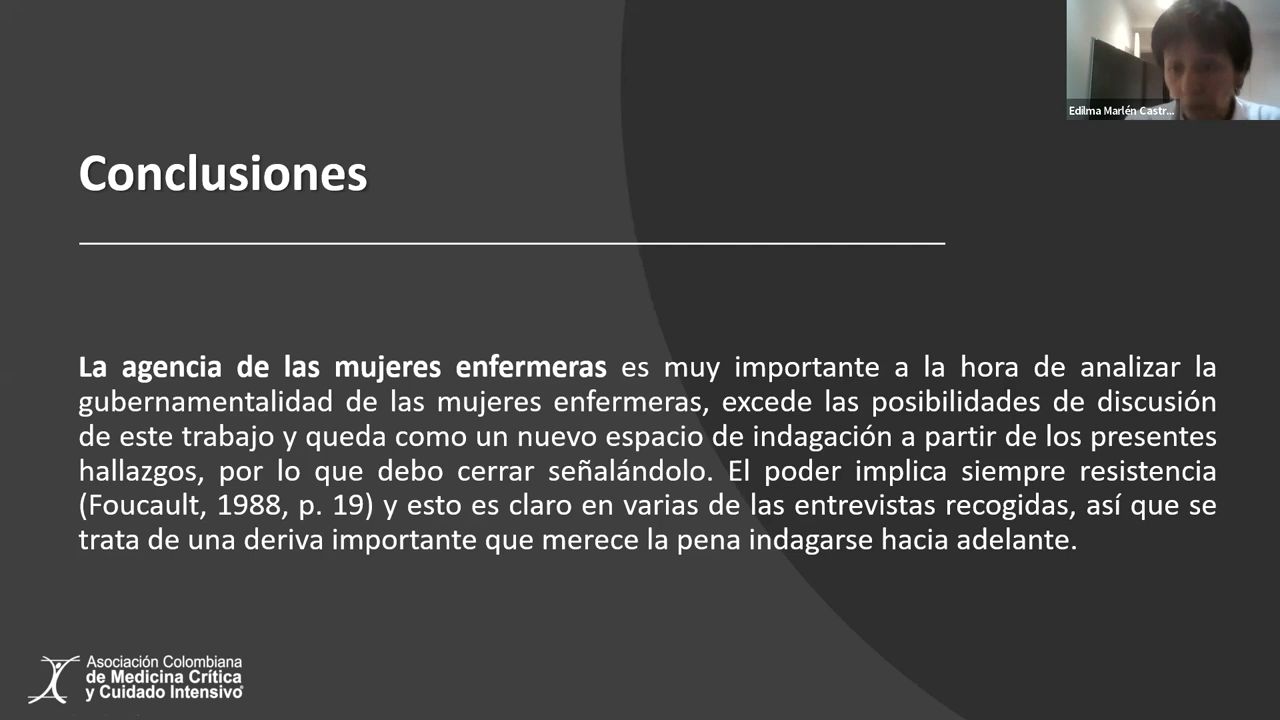 Edilma Marlén Castr...
Conclusiones
La agencia de las mujeres enfermeras es muy importante a la hora de analizar la
gubernamentalidad de las mujeres enfermeras, excede las posibilidades de discusión
de este trabajo y queda como un nuevo espacio de indagación a partir de los presentes
hallazgos, por lo que debo cerrar señalándolo. El poder implica siempre resistencia
(Foucault, 1988, p. 19) y esto es claro en varias de las entrevistas recogidas, así que se
trata de una deriva importante que merece la pena indagarse hacia adelante.
Asociación Colombiana
de Medicina Crítica
y Cuidado Intensivo®